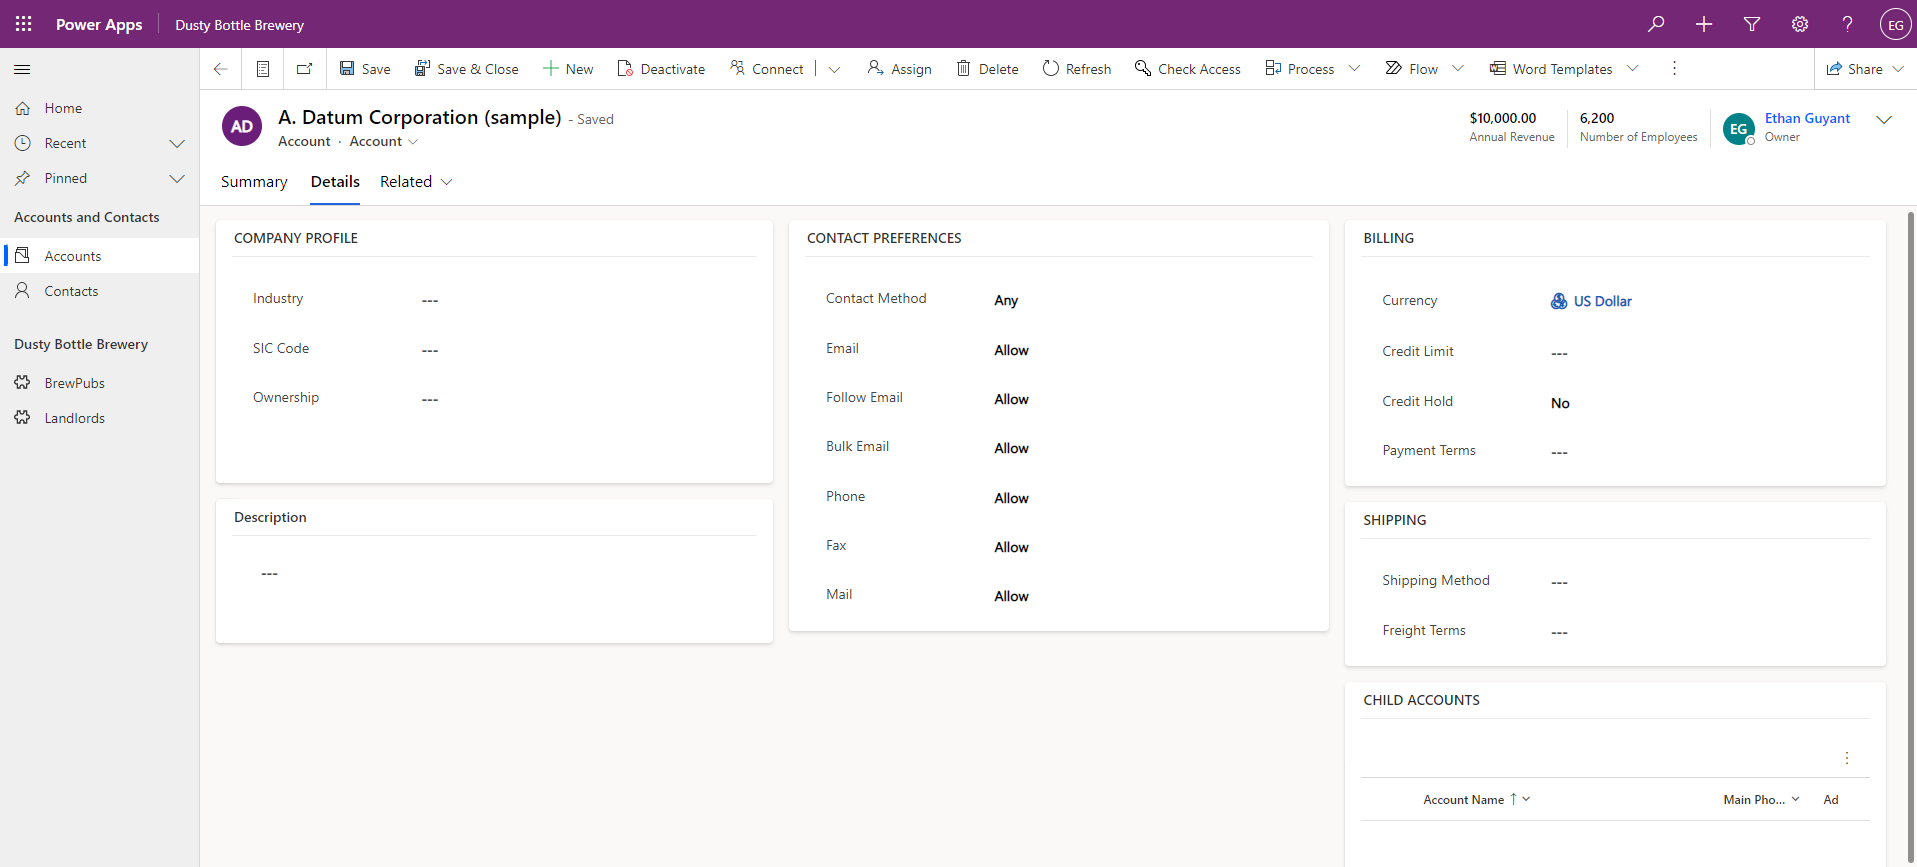 Power Apps
Dusty Bottle Brewery
EG
Save
Save & Close
New
Deactivate
Connect
Assign
Delete
Refresh
Check Access
Process
Flow
Word Templates
Share
Home
Recent
Pinned
Accounts and Contacts
Accounts
Contacts
Dusty Bottle Brewery
BrewPubs
Landlords
AD
A. Datum Corporation (sample) - Saved
Account · Account
$10,000.00
Annual Revenue
6,200
Number of Employees
EG
Ethan Guyant
Owner
Summary
Details
Related
COMPANY PROFILE
Industry ---
SIC Code ---
Ownership ---
Description
---
CONTACT PREFERENCES
Contact Method Any
Email Allow
Follow Email Allow
Bulk Email Allow
Phone Allow
Fax Allow
Mail Allow
BILLING
Currency US Dollar
Credit Limit ---
Credit Hold No
Payment Terms ---
SHIPPING
Shipping Method ---
Freight Terms ---
CHILD ACCOUNTS
Account Name ↑ Main Pho... Ad